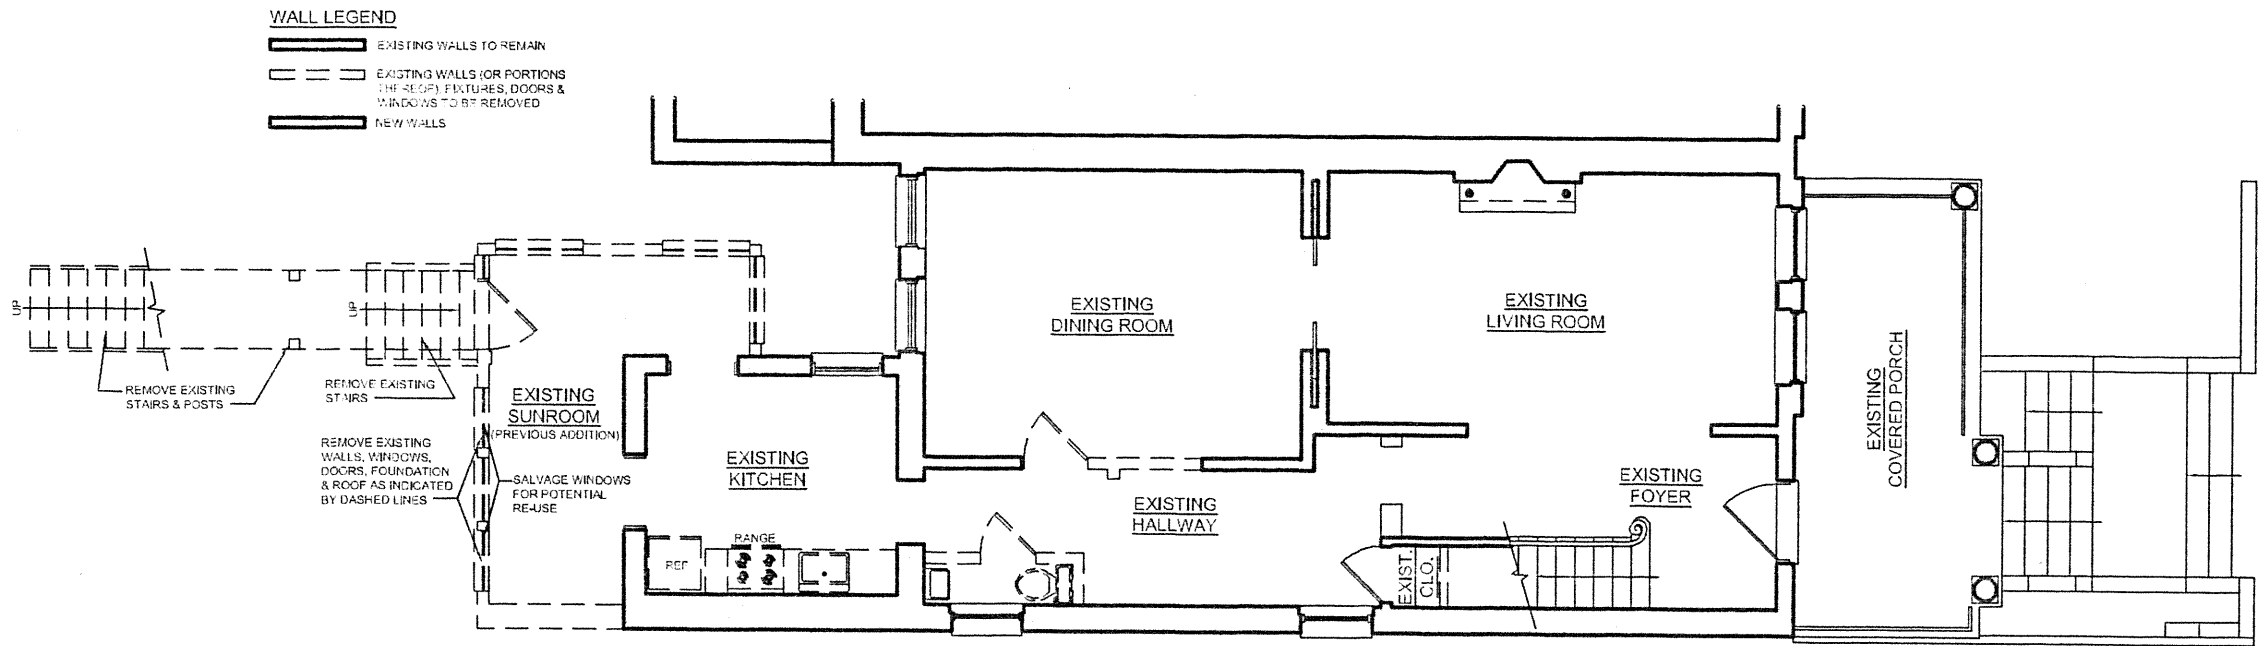 WALL LEGEND
EXISTING WALLS TO REMAIN
EXISTING WALLS (OR PORTIONS
THEREOF), FIXTURES, DOORS &
WINDOWS TO BE REMOVED
NEW WALLS
UP
UP
REMOVE EXISTING
STAIRS & POSTS
REMOVE EXISTING
STAIRS
EXISTING
SUNROOM
(PREVIOUS ADDITION)
REMOVE EXISTING
WALLS, WINDOWS,
DOORS, FOUNDATION
& ROOF AS INDICATED
BY DASHED LINES
SALVAGE WINDOWS
FOR POTENTIAL
RE-USE
EXISTING
KITCHEN
REF
RANGE
EXISTING
DINING ROOM
EXISTING
HALLWAY
EXISTING
LIVING ROOM
EXISTING
FOYER
EXIST.
CLO.
EXISTING
COVERED PORCH